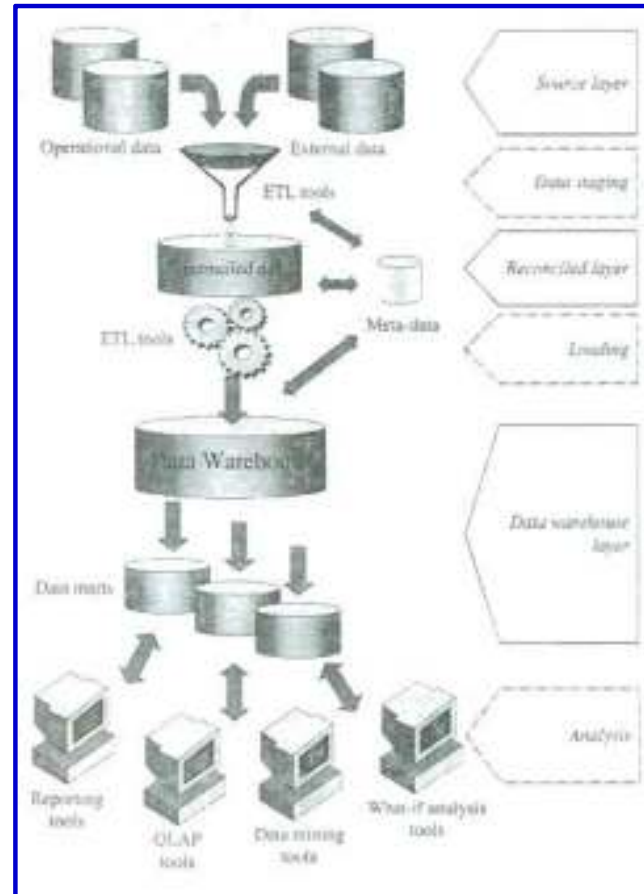 Source layer
Operational data
External data
ETL tools
Data staging
Reconciled layer
Meta-data
ETL tools
Loading
Data Warehou
Data warehouse
layer
Data marts
Analysis
Reporting
tools
OLAP
tools
Data mining
tools
What-if analysis
tools